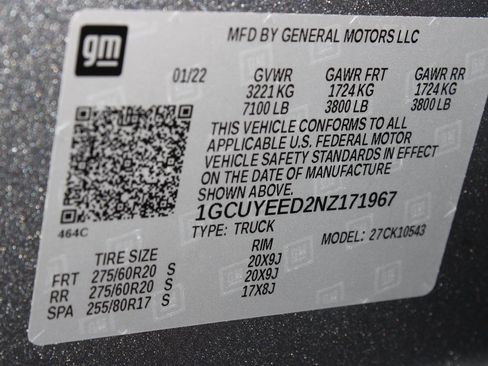 gm
MFD BY GENERAL MOTORS LLC
01/22 GVWR GAWR FRT GAWR RR
3221 KG 1724 KG 1724 KG
7100 LB 3800 LB 3800 LB
THIS VEHICLE CONFORMS TO ALL
APPLICABLE U.S. FEDERAL MOTOR
VEHICLE SAFETY STANDARDS IN EFFECT
ON THE DATE OF MANUFACTURE
SHOWN ABOVE.
464C
1GCUYEED2NZ171967
TYPE: TRUCK MODEL: 27CK10543
TIRE SIZE RIM
FRT 275/60R20 S 20X9J
RR 275/60R20 S 20X9J
SPA 255/80R17 S 17X8J